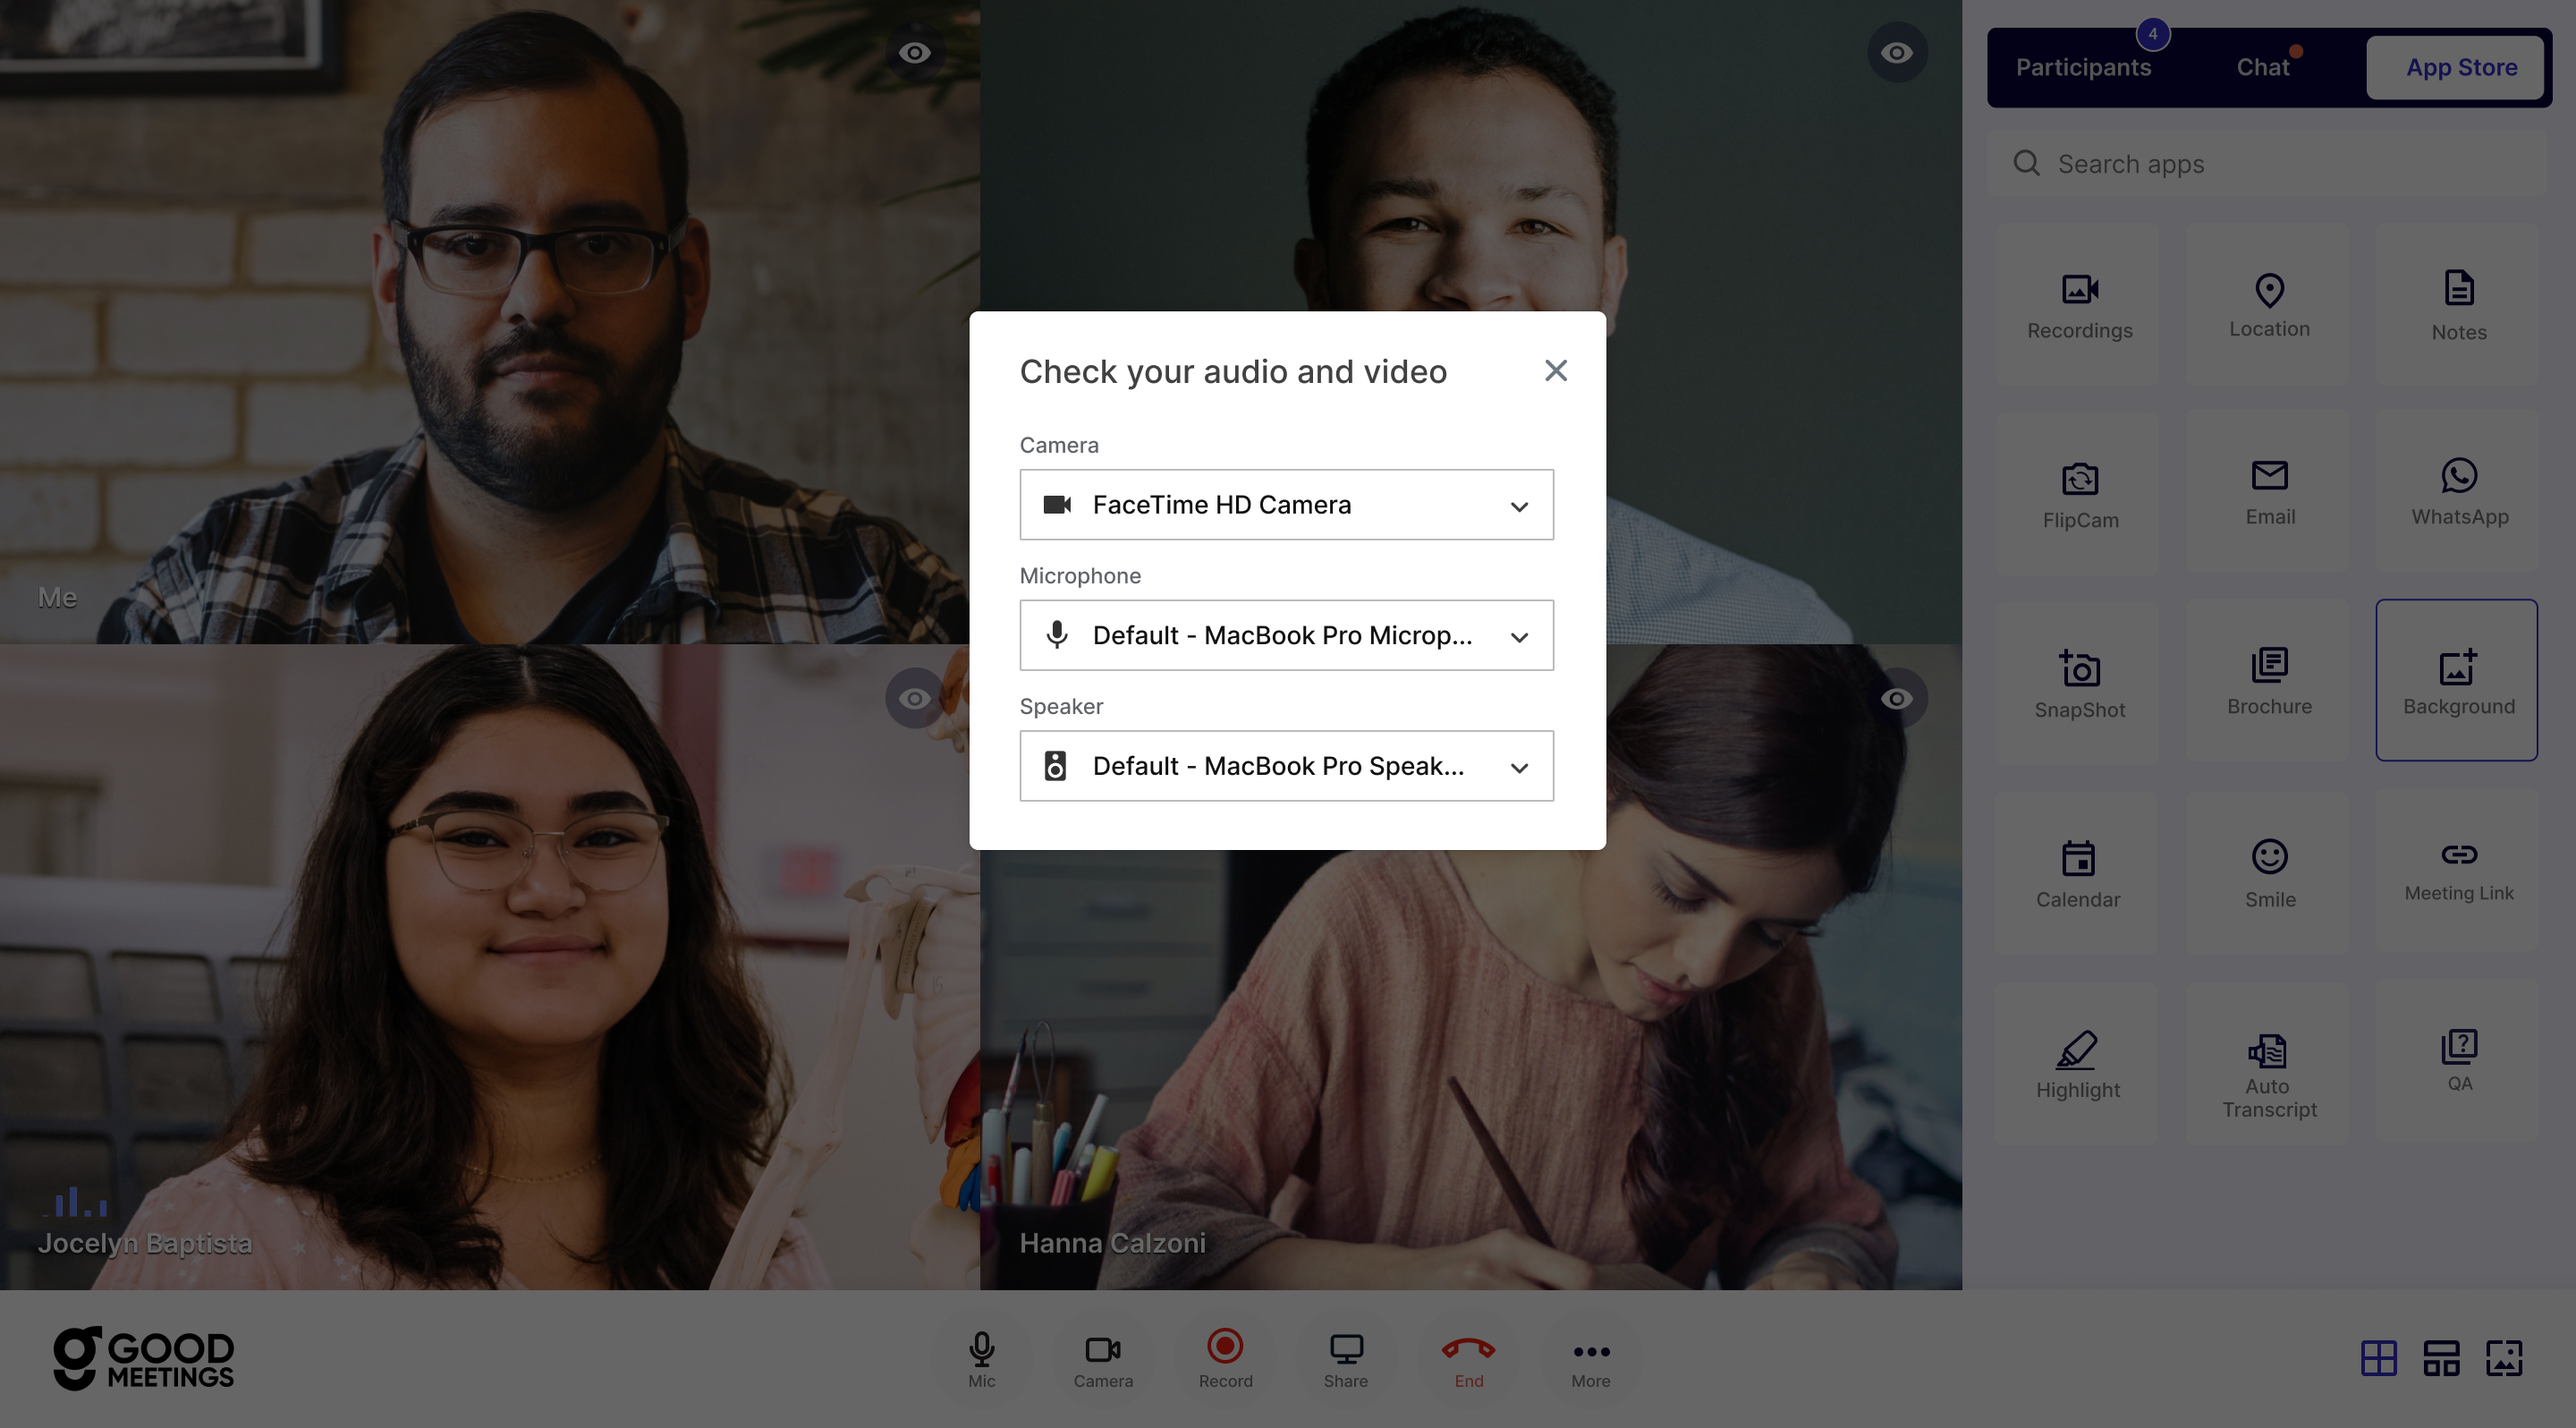 Me
Jocelyn Baptista
Hanna Calzoni
Check your audio and video
Camera
FaceTime HD Camera
Microphone
Default - MacBook Pro Microp...
Speaker
Default - MacBook Pro Speak...
4
Participants
Chat
App Store
Search apps
Recordings
Location
Notes
FlipCam
Email
WhatsApp
SnapShot
Brochure
Background
Calendar
Smile
Meeting Link
Highlight
Auto
Transcript
QA
GOOD
MEETINGS
Mic
Camera
Record
Share
End
More